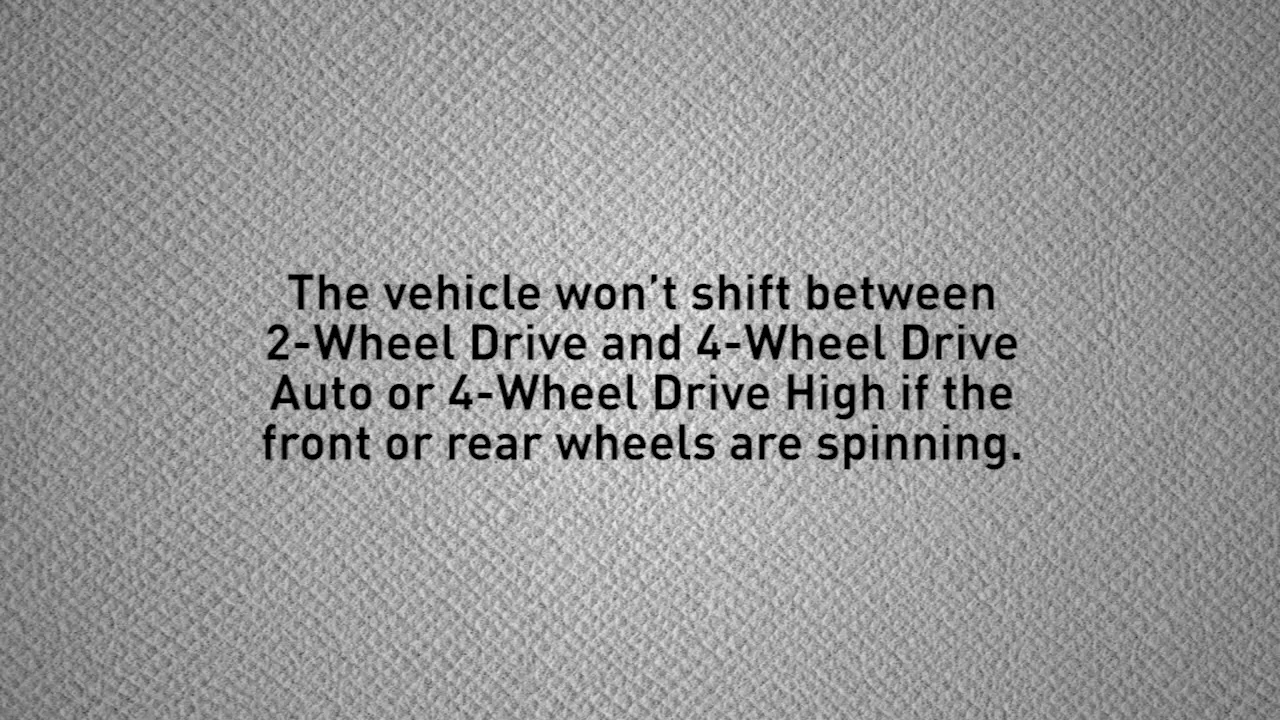 The vehicle won't shift between
2-Wheel Drive and 4-Wheel Drive
Auto or 4-Wheel Drive High if the
front or rear wheels are spinning.